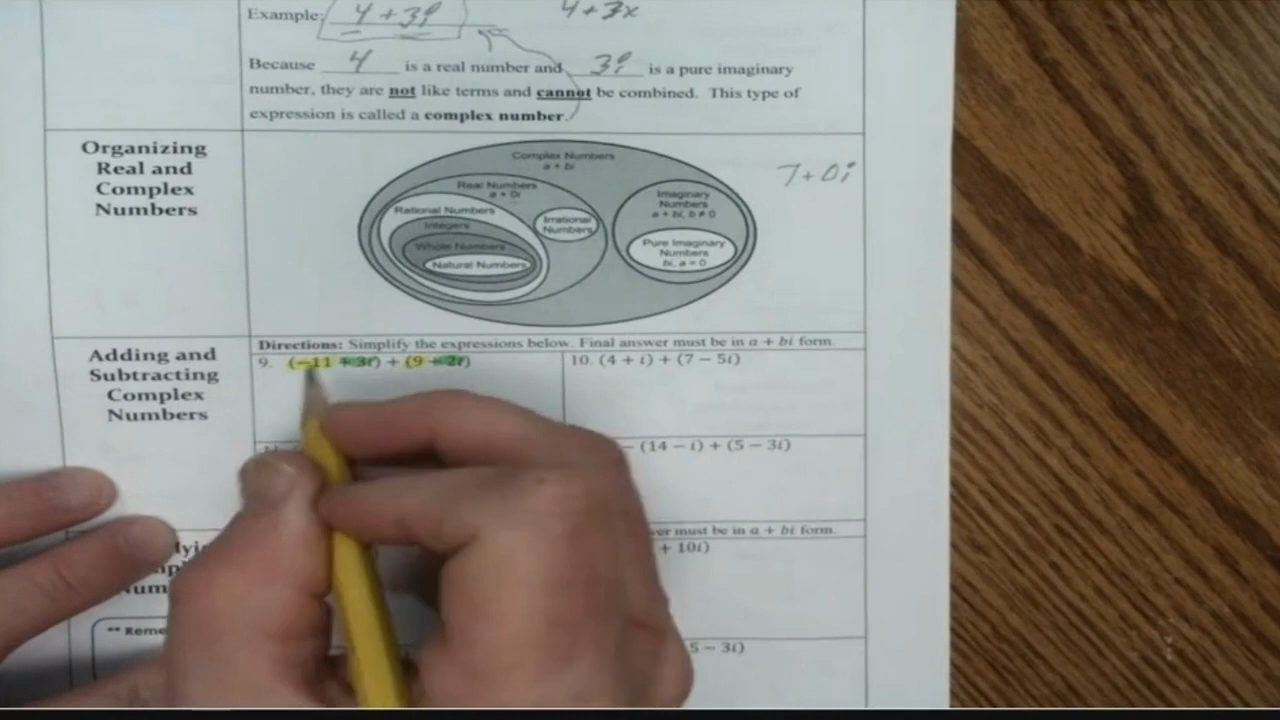 Example: 4 + 3i
4 + 3x
Because 4 is a real number and 3i is a pure imaginary
number, they are not like terms and cannot be combined. This type of
expression is called a complex number.
Organizing
Real and
Complex
Numbers
Complex Numbers
a + bi
Real Numbers
a + 0i
Rational Numbers
Integers
Whole Numbers
Natural Numbers
Irrational
Numbers
Imaginary
Numbers
a + bi, b ≠ 0
Pure Imaginary
Numbers
bi, a = 0
7+0i
Adding and
Subtracting
Complex
Numbers
Directions: Simplify the expressions below. Final answer must be in a + bi form.
9. (−11 + 3i) + (9 + 2i)
10. (4 + i) + (7 − 5i)
− (14 − i) + (5 − 3i)
must be in a + bi form.
+ 10i)
5 − 3i)
**